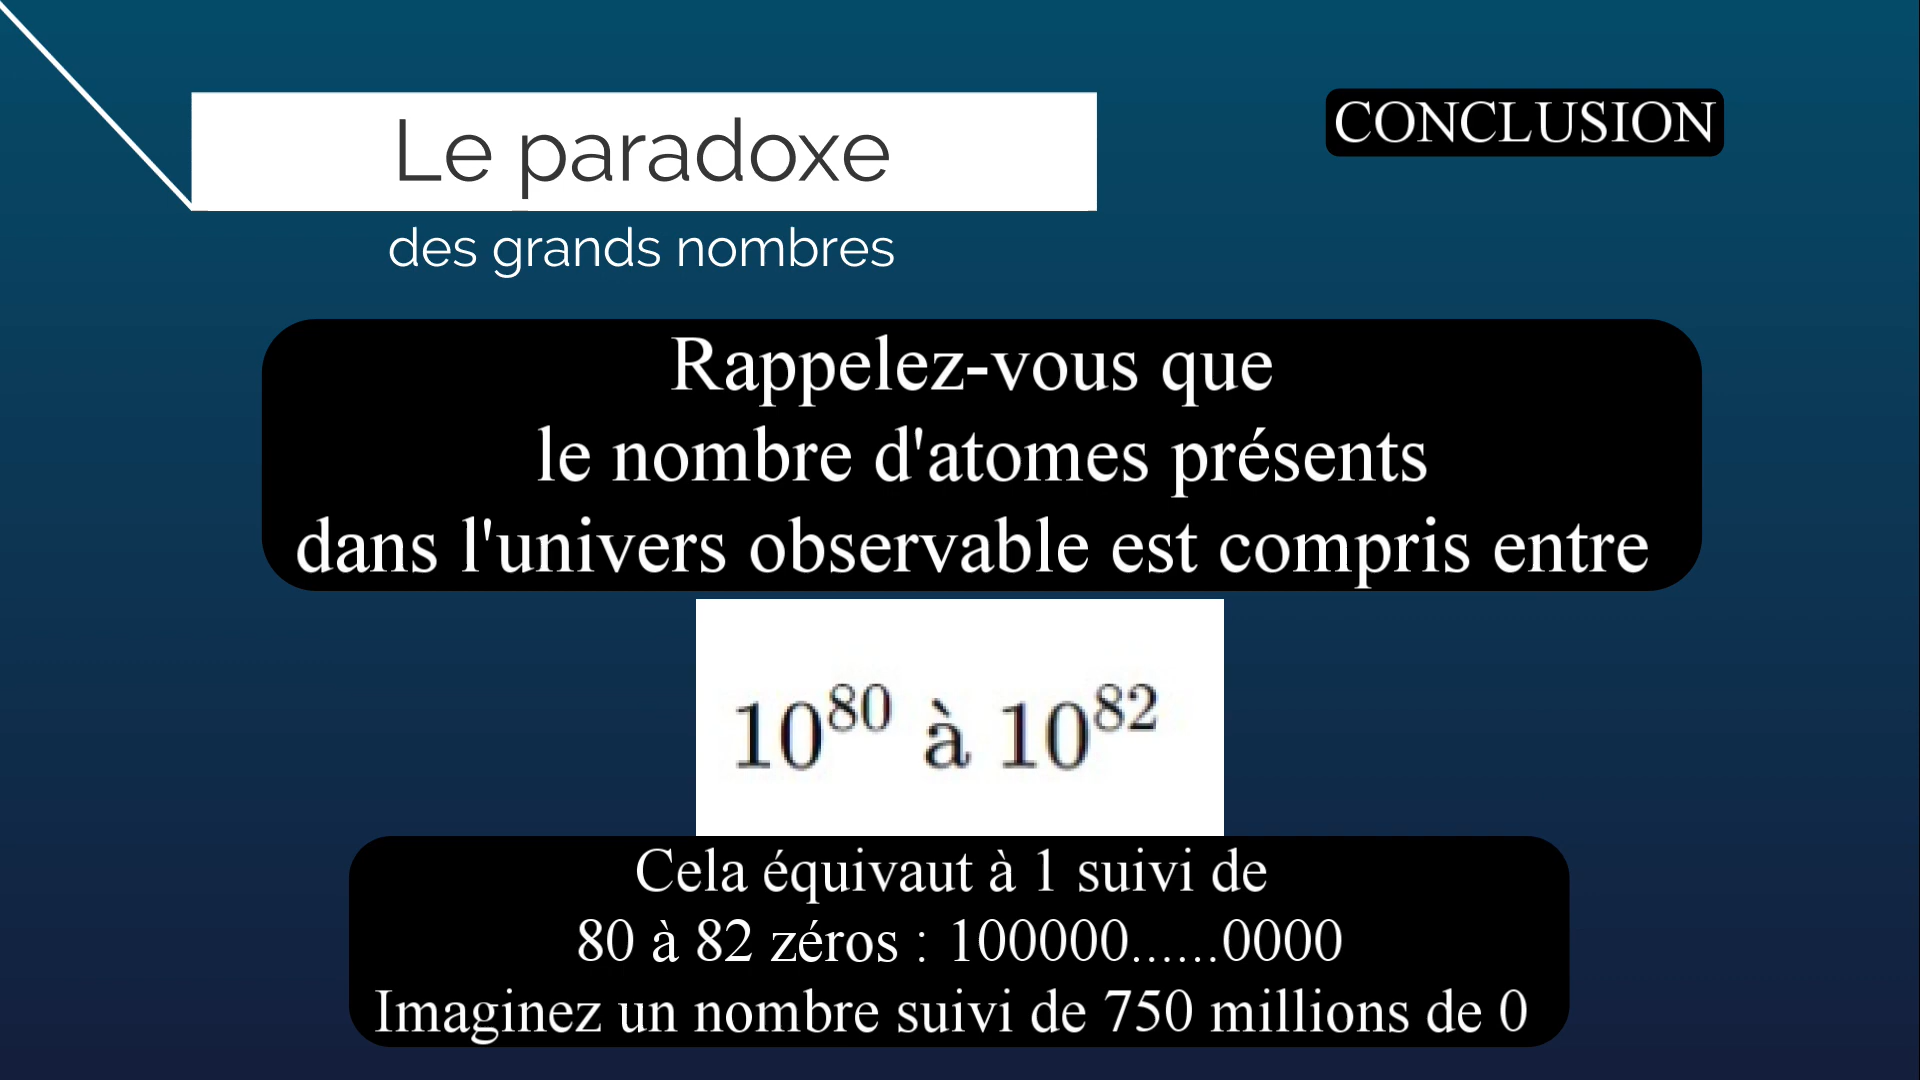 Le paradoxe
des grands nombres
CONCLUSION
Rappelez-vous que
le nombre d'atomes présents
dans l'univers observable est compris entre
10⁸⁰ à 10⁸²
Cela équivaut à 1 suivi de
80 à 82 zéros : 100000......0000
Imaginez un nombre suivi de 750 millions de 0